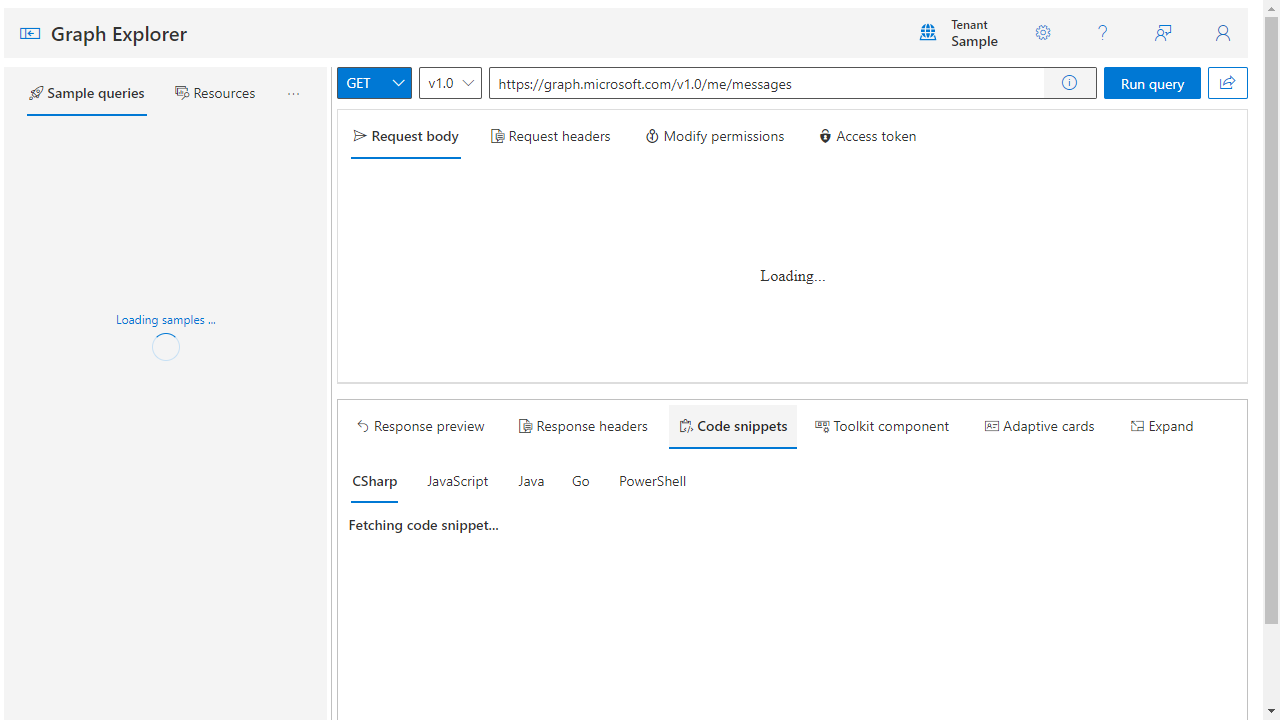 Graph Explorer
Tenant
Sample
Sample queries
Resources
GET
v1.0
https://graph.microsoft.com/v1.0/me/messages
Run query
Request body
Request headers
Modify permissions
Access token
Loading...
Loading samples ...
Response preview
Response headers
Code snippets
Toolkit component
Adaptive cards
Expand
CSharp
JavaScript
Java
Go
PowerShell
Fetching code snippet...